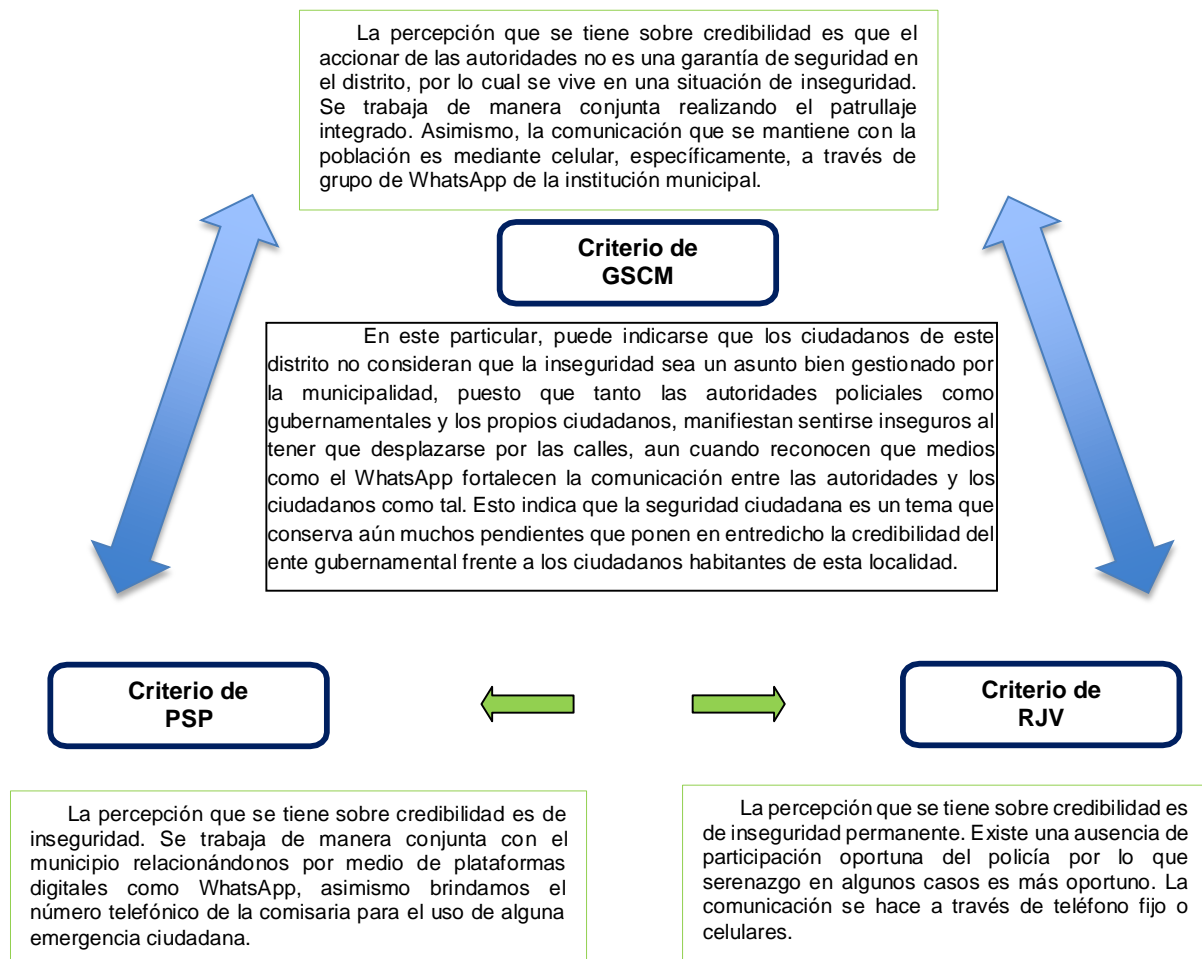 La percepción que se tiene sobre credibilidad es que el
accionar de las autoridades no es una garantía de seguridad en
el distrito, por lo cual se vive en una situación de inseguridad.
Se trabaja de manera conjunta realizando el patrullaje
integrado. Asimismo, la comunicación que se mantiene con la
población es mediante celular, específicamente, a través de
grupo de WhatsApp de la institución municipal.
Criterio de
GSCM
En este particular, puede indicarse que los ciudadanos de este
distrito no consideran que la inseguridad sea un asunto bien gestionado por
la municipalidad, puesto que tanto las autoridades policiales como
gubernamentales y los propios ciudadanos, manifiestan sentirse inseguros al
tener que desplazarse por las calles, aun cuando reconocen que medios
como el WhatsApp fortalecen la comunicación entre las autoridades y los
ciudadanos como tal. Esto indica que la seguridad ciudadana es un tema que
conserva aún muchos pendientes que ponen en entredicho la credibilidad del
ente gubernamental frente a los ciudadanos habitantes de esta localidad.
Criterio de
PSP
Criterio de
RJV
La percepción que se tiene sobre credibilidad es de
inseguridad. Se trabaja de manera conjunta con el
municipio relacionándonos por medio de plataformas
digitales como WhatsApp, asimismo brindamos el
número telefónico de la comisaria para el uso de alguna
emergencia ciudadana.
La percepción que se tiene sobre credibilidad es
de inseguridad permanente. Existe una ausencia de
participación oportuna del policía por lo que
serenazgo en algunos casos es más oportuno. La
comunicación se hace a través de teléfono fijo o
celulares.